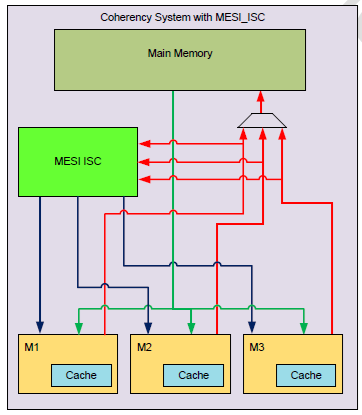 Coherency System with MESI_ISC
Main Memory
MESI ISC
M1
Cache
M2
Cache
M3
Cache